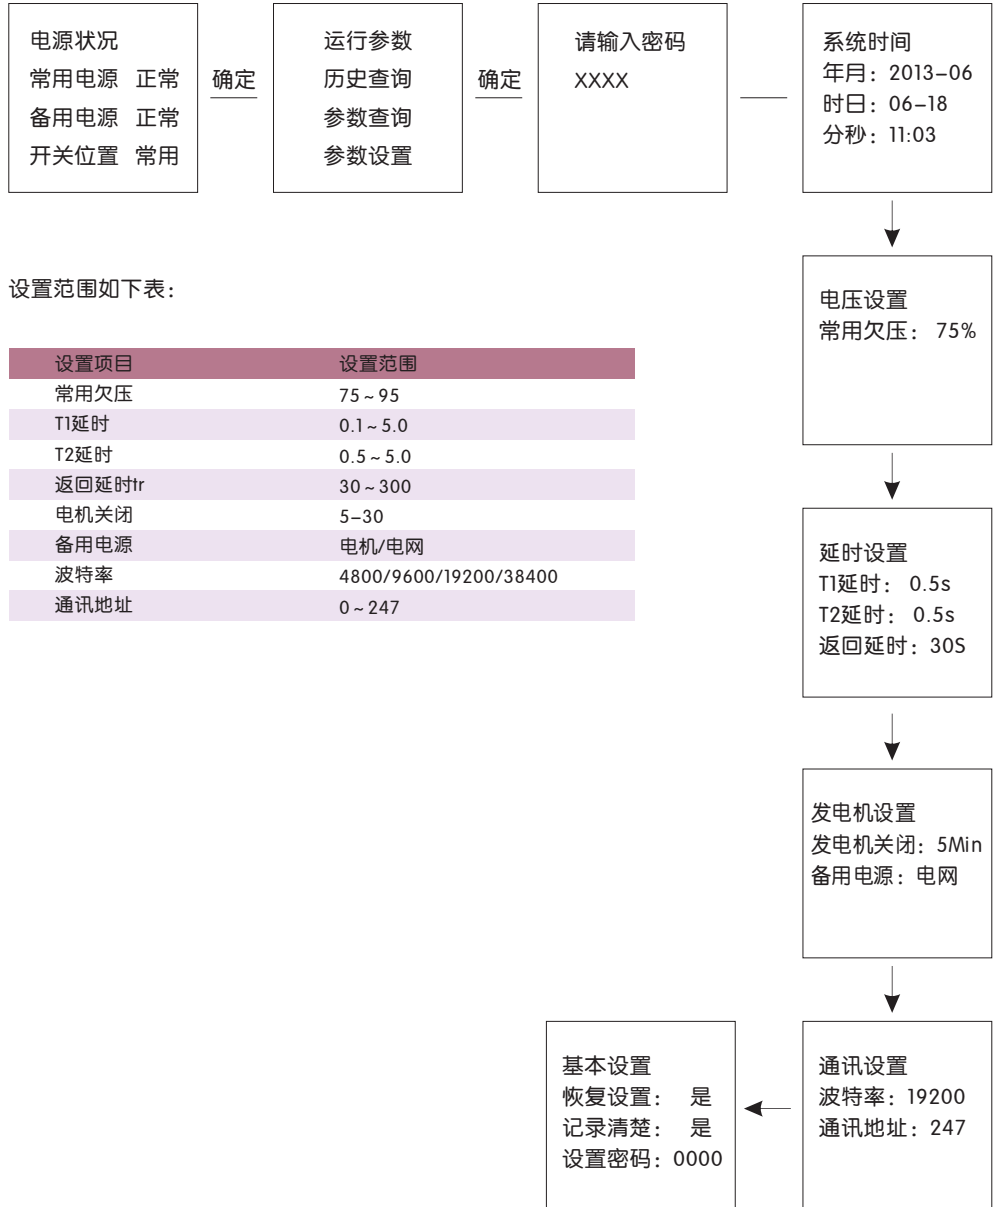 电源状况
常用电源 正常
备用电源 正常
开关位置 常用
确定
运行参数
历史查询
参数查询
参数设置
确定
请输入密码
XXXX
系统时间
年月：2013–06
时日：06–18
分秒：11:03
电压设置
常用欠压： 75%
设置范围如下表：
设置项目 设置范围
常用欠压 75~95
T1延时 0.1~5.0
T2延时 0.5~5.0
返回延时tr 30~300
电机关闭 5–30
备用电源 电机/电网
波特率 4800/9600/19200/38400
通讯地址 0~247
延时设置
T1延时： 0.5s
T2延时： 0.5s
返回延时：30S
发电机设置
发电机关闭：5Min
备用电源：电网
通讯设置
波特率：19200
通讯地址：247
基本设置
恢复设置： 是
记录清楚： 是
设置密码：0000